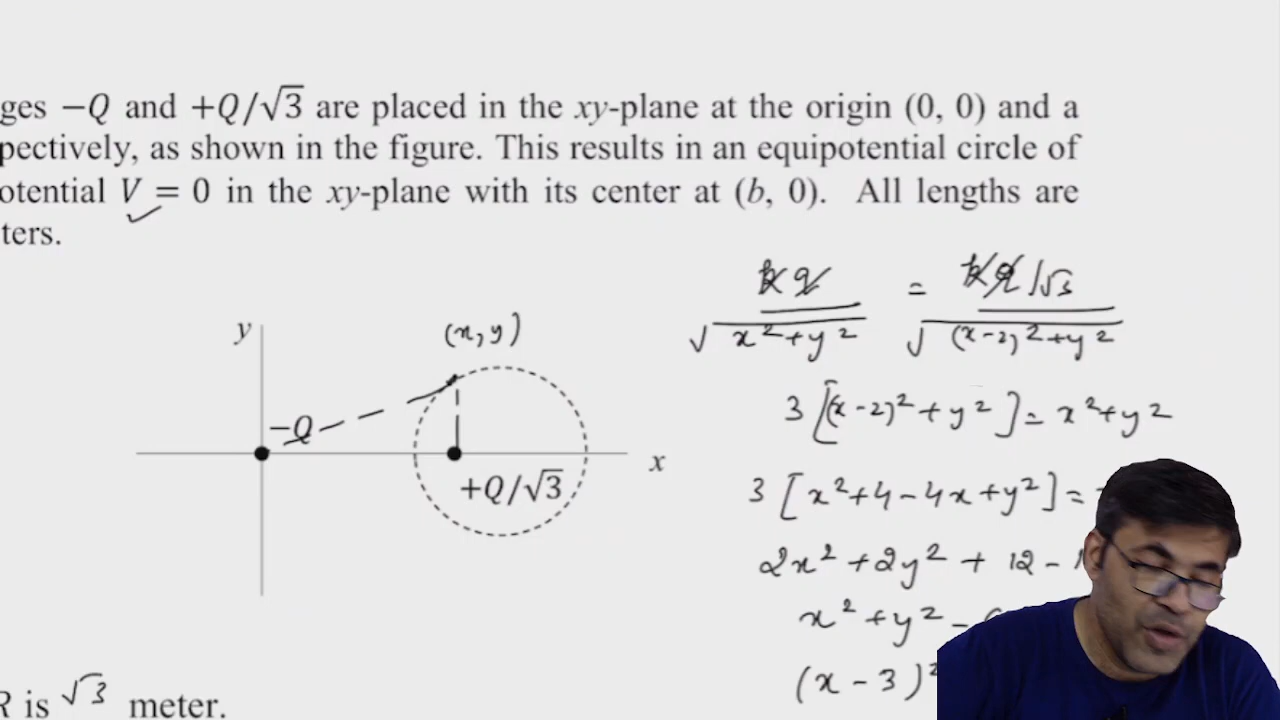 ges −Q and +Q/√3 are placed in the xy-plane at the origin (0, 0) and a
pectively, as shown in the figure. This results in an equipotential circle of
otential V = 0 in the xy-plane with its center at (b, 0). All lengths are
ters.
y
(x, y)
−Q
+Q/√3
x
kQ / √(x²+y²) = kQ/√3 / √((x-2)²+y²)
3[(x-2)²+y²] = x²+y²
3[x²+4-4x+y²] =
2x²+2y²+12-
x²+y²-
(x-3)²
R is √3 meter.